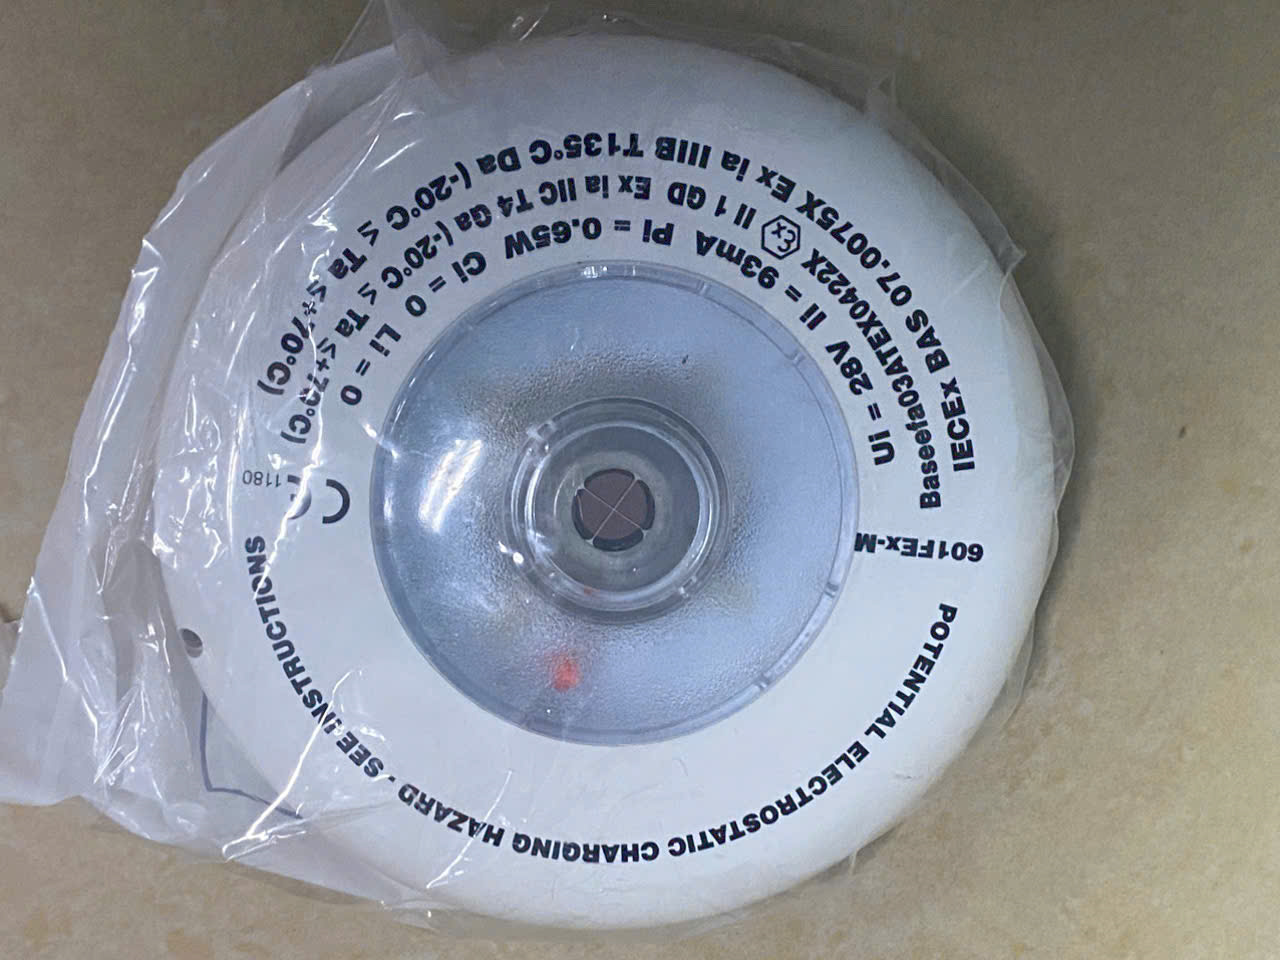 IECEx BAS 07.0075X Ex ia IIIB T135°C Da (-20°C ≤ Ta ≤+70°C)
Baseefa03ATEX0422X Ex II 1 GD Ex ia IIC T4 Ga (-20°C ≤ Ta ≤+70°C)
Ui = 28V Ii = 93mA Pi = 0.65W Ci = 0 Li = 0
CE 1180
601FEx-M
POTENTIAL ELECTROSTATIC CHARGING HAZARD - SEE INSTRUCTIONS